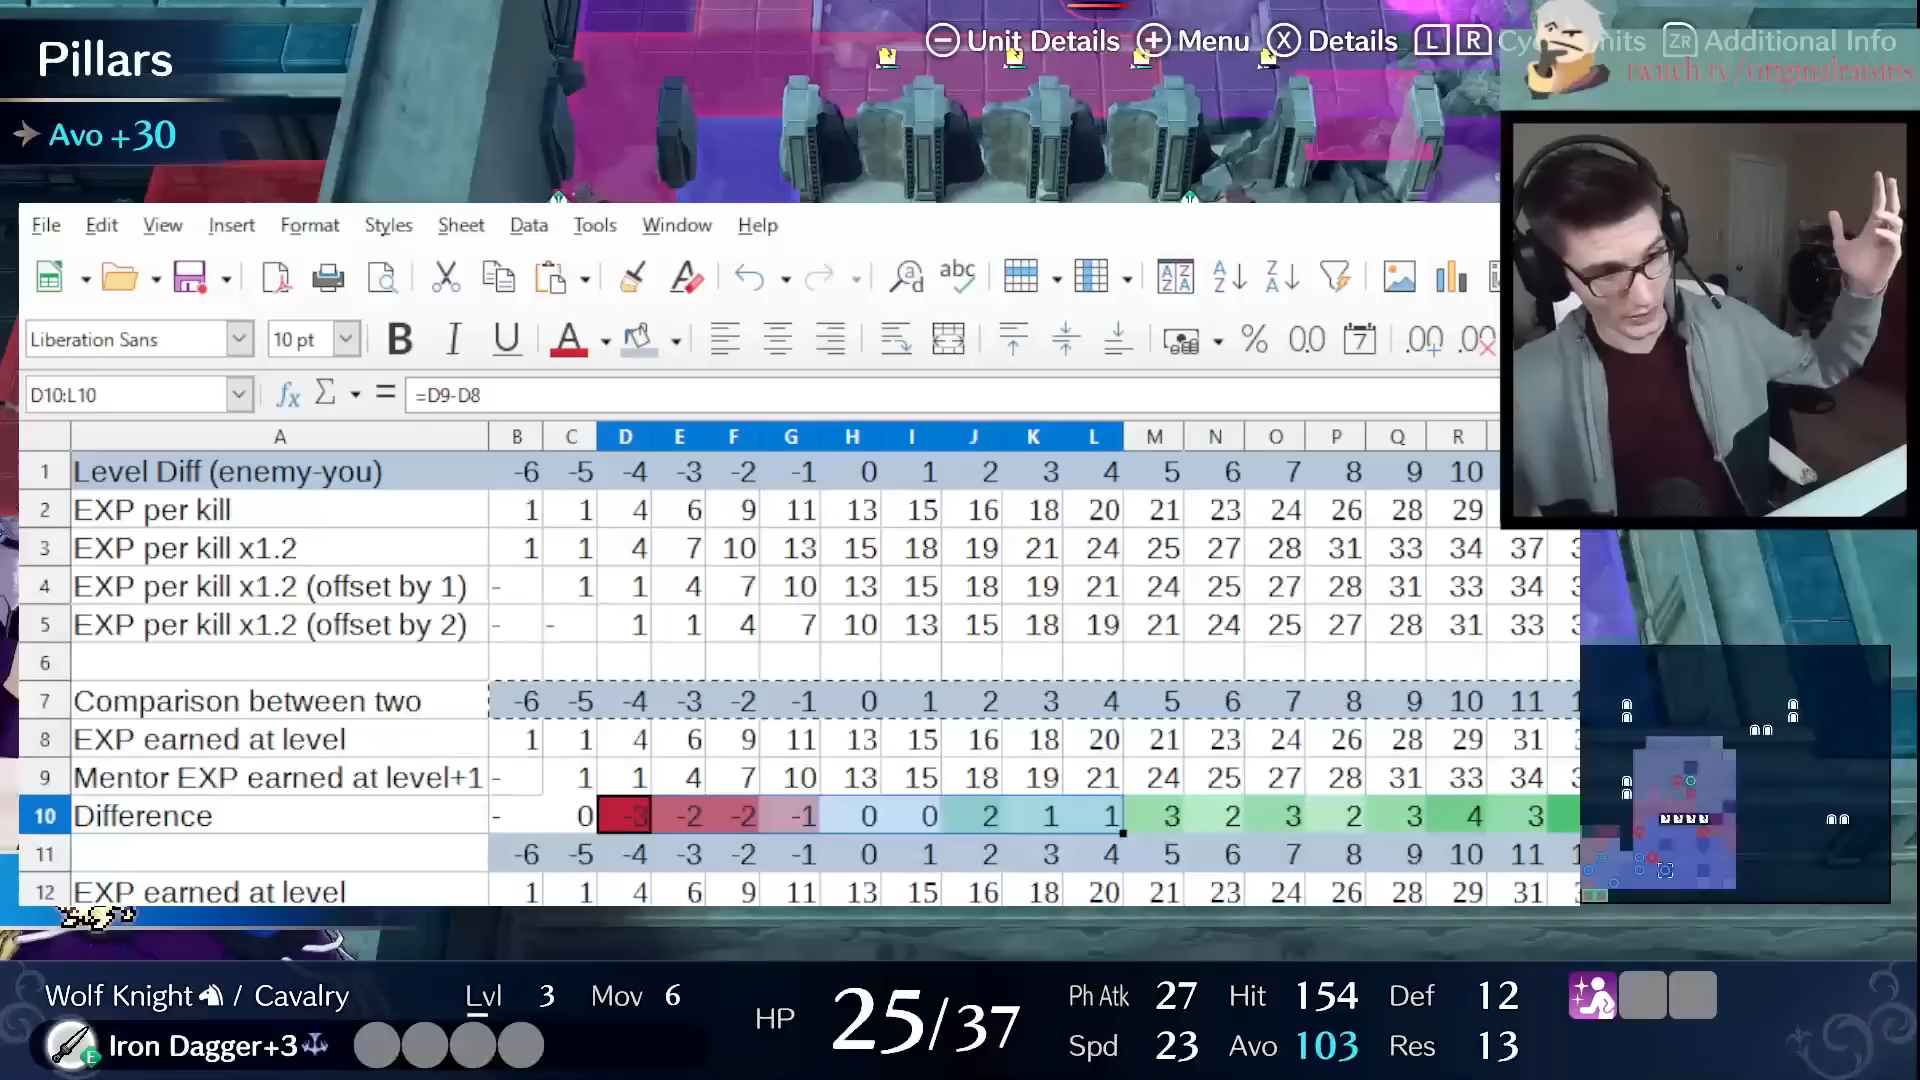 Pillars
Avo +30
Unit Details Menu X Details L R Cycle Units ZR Additional Info
twitch.tv/originalraisins
File Edit View Insert Format Styles Sheet Data Tools Window Help
Liberation Sans 10 pt B I U A % 0.0 7 .00 .00
D10:L10 fx Σ = =D9-D8
A B C D E F G H I J K L M N O P Q R
1 Level Diff (enemy-you) -6 -5 -4 -3 -2 -1 0 1 2 3 4 5 6 7 8 9 10
2 EXP per kill 1 1 4 6 9 11 13 15 16 18 20 21 23 24 26 28 29
3 EXP per kill x1.2 1 1 4 7 10 13 15 18 19 21 24 25 27 28 31 33 34 37
4 EXP per kill x1.2 (offset by 1) - 1 1 4 7 10 13 15 18 19 21 24 25 27 28 31 33 34
5 EXP per kill x1.2 (offset by 2) - - 1 1 4 7 10 13 15 18 19 21 24 25 27 28 31 33
6
7 Comparison between two -6 -5 -4 -3 -2 -1 0 1 2 3 4 5 6 7 8 9 10 11
8 EXP earned at level 1 1 4 6 9 11 13 15 16 18 20 21 23 24 26 28 29 31
9 Mentor EXP earned at level+1 - 1 1 4 7 10 13 15 18 19 21 24 25 27 28 31 33 34
10 Difference - 0 -3 -2 -2 -1 0 0 2 1 1 3 2 3 2 3 4 3
11 -6 -5 -4 -3 -2 -1 0 1 2 3 4 5 6 7 8 9 10 11
12 EXP earned at level 1 1 4 6 9 11 13 15 16 18 20 21 23 24 26 28 29 31
Wolf Knight / Cavalry Lvl 3 Mov 6
E Iron Dagger+3
HP 25/37
Ph Atk 27 Hit 154 Def 12
Spd 23 Avo 103 Res 13